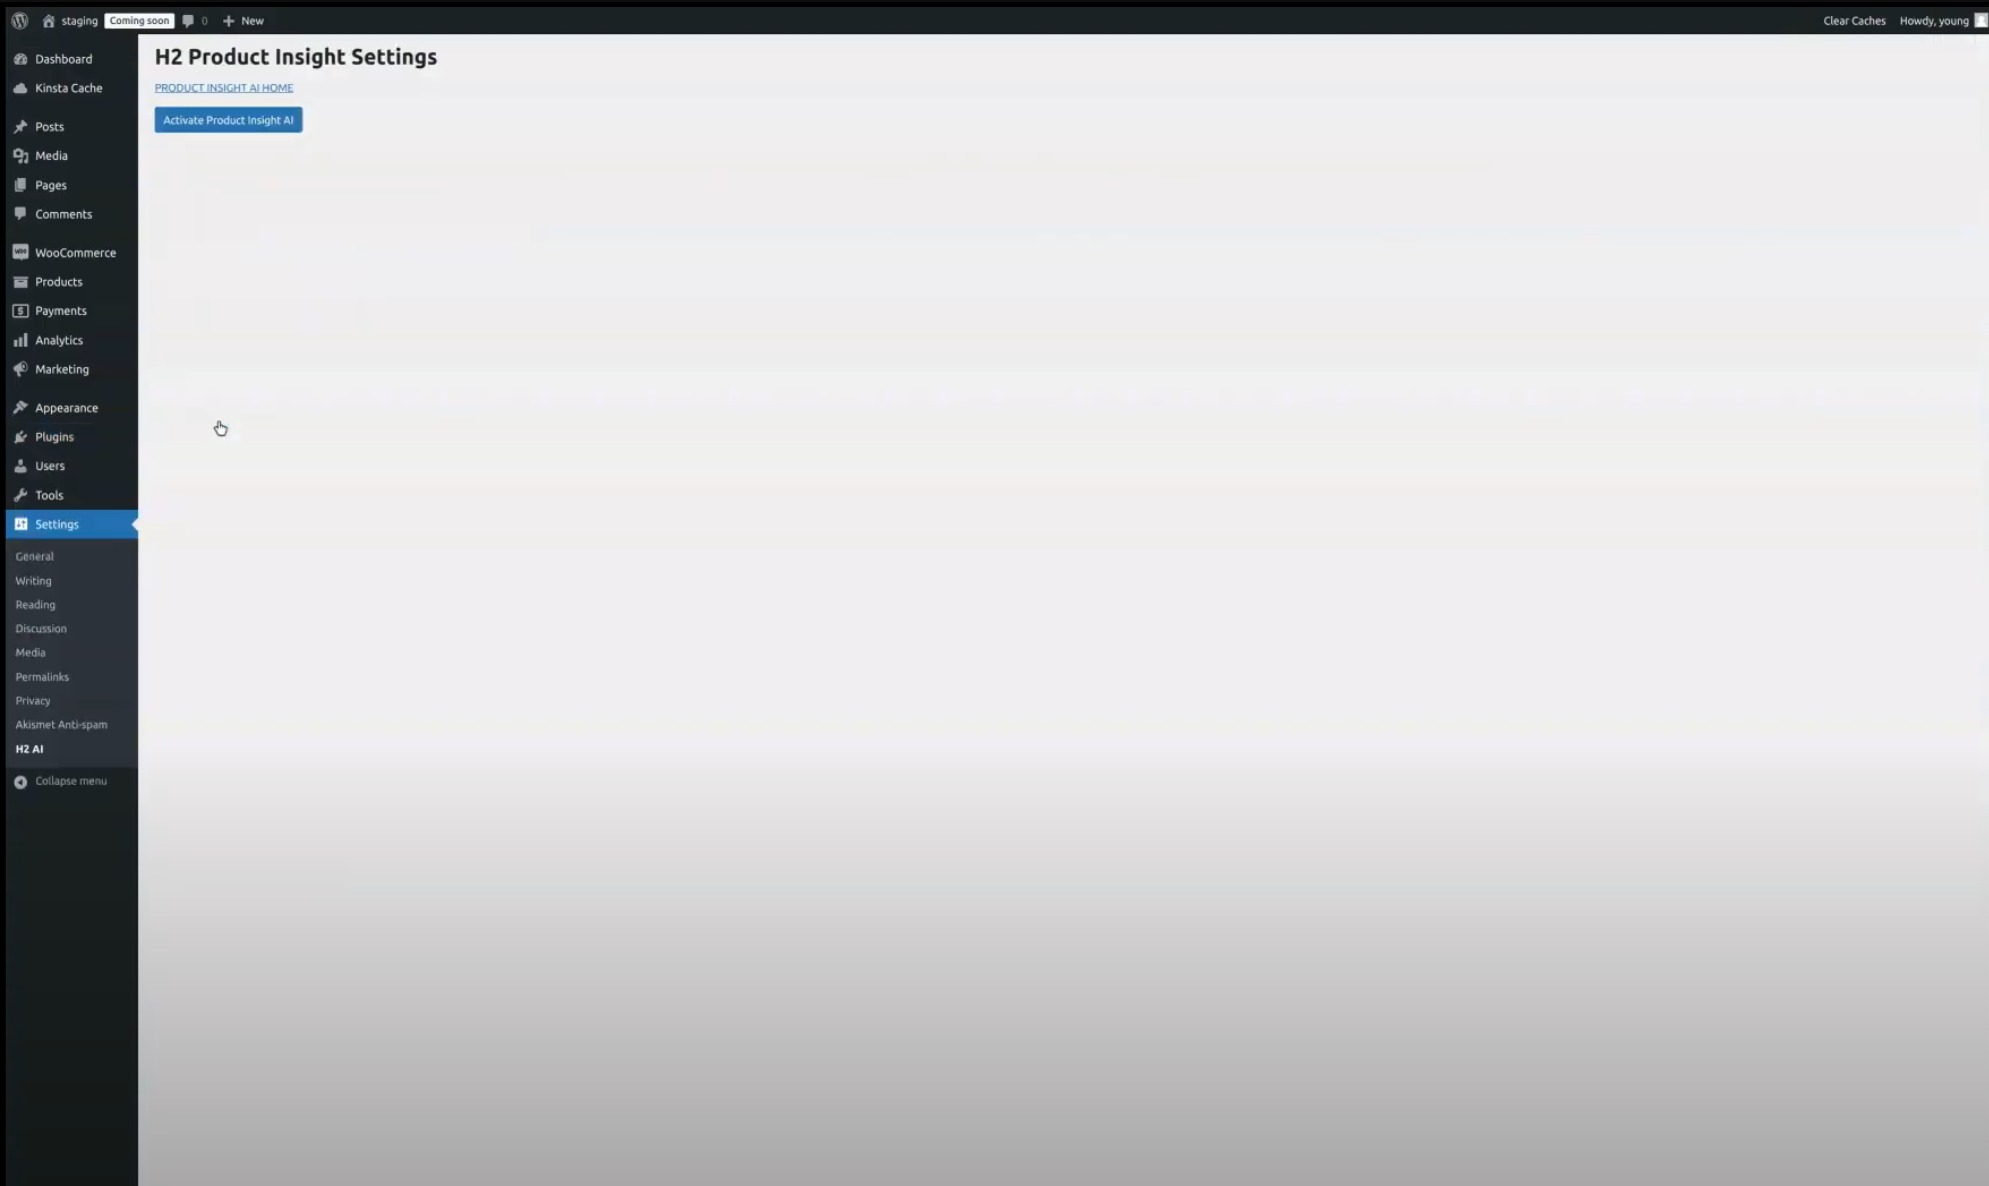 staging Coming soon 0 + New Clear Caches Howdy, young
Dashboard
Kinsta Cache
Posts
Media
Pages
Comments
WooCommerce
Products
Payments
Analytics
Marketing
Appearance
Plugins
Users
Tools
Settings
General
Writing
Reading
Discussion
Media
Permalinks
Privacy
Akismet Anti-spam
H2 AI
Collapse menu
H2 Product Insight Settings
PRODUCT INSIGHT AI HOME
Activate Product Insight AI